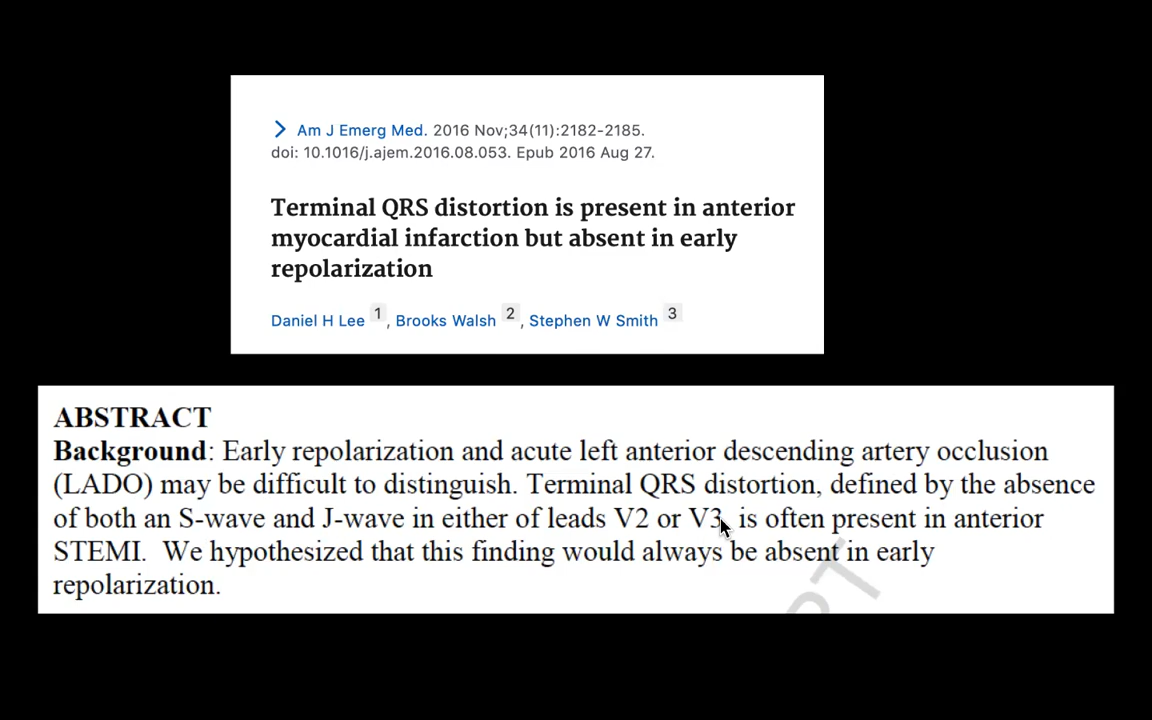 Am J Emerg Med. 2016 Nov;34(11):2182-2185.
doi: 10.1016/j.ajem.2016.08.053. Epub 2016 Aug 27.
Terminal QRS distortion is present in anterior
myocardial infarction but absent in early
repolarization
Daniel H Lee 1, Brooks Walsh 2, Stephen W Smith 3
ABSTRACT
Background: Early repolarization and acute left anterior descending artery occlusion
(LADO) may be difficult to distinguish. Terminal QRS distortion, defined by the absence
of both an S-wave and J-wave in either of leads V2 or V3, is often present in anterior
STEMI. We hypothesized that this finding would always be absent in early
repolarization.
PT